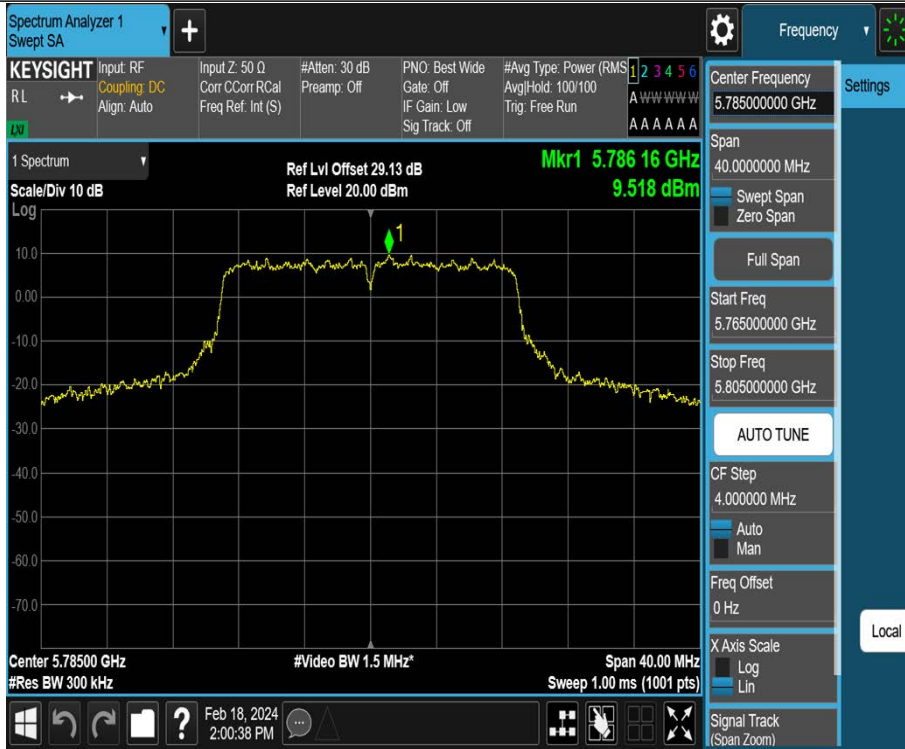 Spectrum Analyzer 1
Swept SA
+
Frequency
KEYSIGHT
R L
LXI
Input: RF
Coupling: DC
Align: Auto
Input Z: 50 Ω
Corr CCorr RCal
Freq Ref: Int (S)
#Atten: 30 dB
Preamp: Off
PNO: Best Wide
Gate: Off
IF Gain: Low
Sig Track: Off
#Avg Type: Power (RMS
Avg|Hold: 100/100
Trig: Free Run
1 2 3 4 5 6
A W W W W W
A A A A A A
1 Spectrum
Scale/Div 10 dB
Log
Ref Lvl Offset 29.13 dB
Ref Level 20.00 dBm
Mkr1 5.786 16 GHz
9.518 dBm
1
10.0
0.00
-10.0
-20.0
-30.0
-40.0
-50.0
-60.0
-70.0
Center 5.78500 GHz
#Video BW 1.5 MHz*
Span 40.00 MHz
#Res BW 300 kHz
Sweep 1.00 ms (1001 pts)
Center Frequency
5.785000000 GHz
Settings
Span
40.0000000 MHz
Swept Span
Zero Span
Full Span
Start Freq
5.765000000 GHz
Stop Freq
5.805000000 GHz
AUTO TUNE
CF Step
4.000000 MHz
Auto
Man
Freq Offset
0 Hz
Local
X Axis Scale
Log
Lin
Signal Track
(Span Zoom)
?
Feb 18, 2024
2:00:38 PM